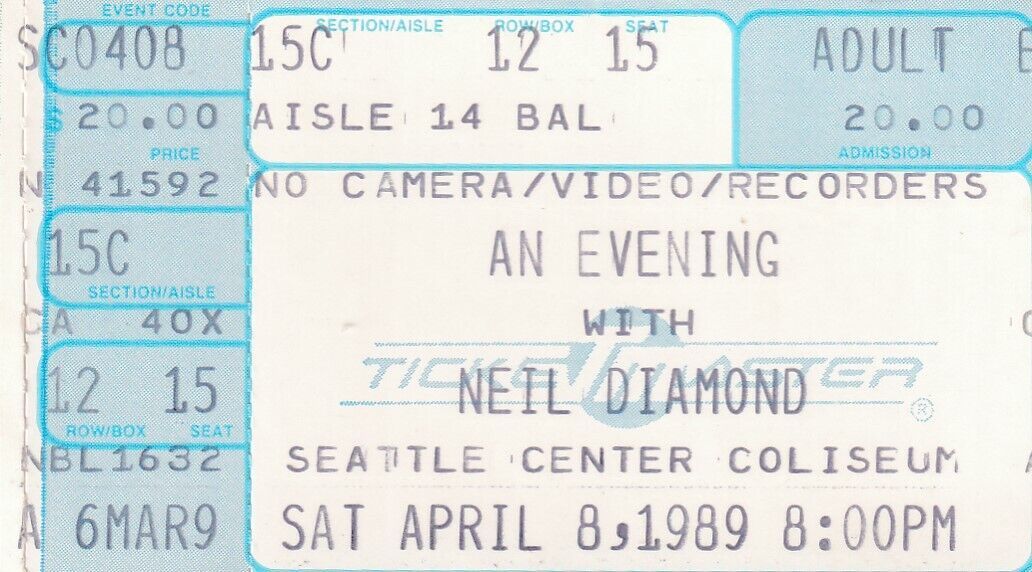 EVENT CODE SECTION/AISLE ROW/BOX SEAT
SC0408 15C 12 15 ADULT
$ 20.00 AISLE 14 BAL 20.00
PRICE ADMISSION
N 41592 NO CAMERA/VIDEO/RECORDERS
15C AN EVENING
SECTION/AISLE
CA 40X WITH
TICKETMASTER ®
12 15 NEIL DIAMOND
ROW/BOX SEAT
NBL1632 SEATTLE CENTER COLISEUM
A 6MAR9 SAT APRIL 8,1989 8:00PM